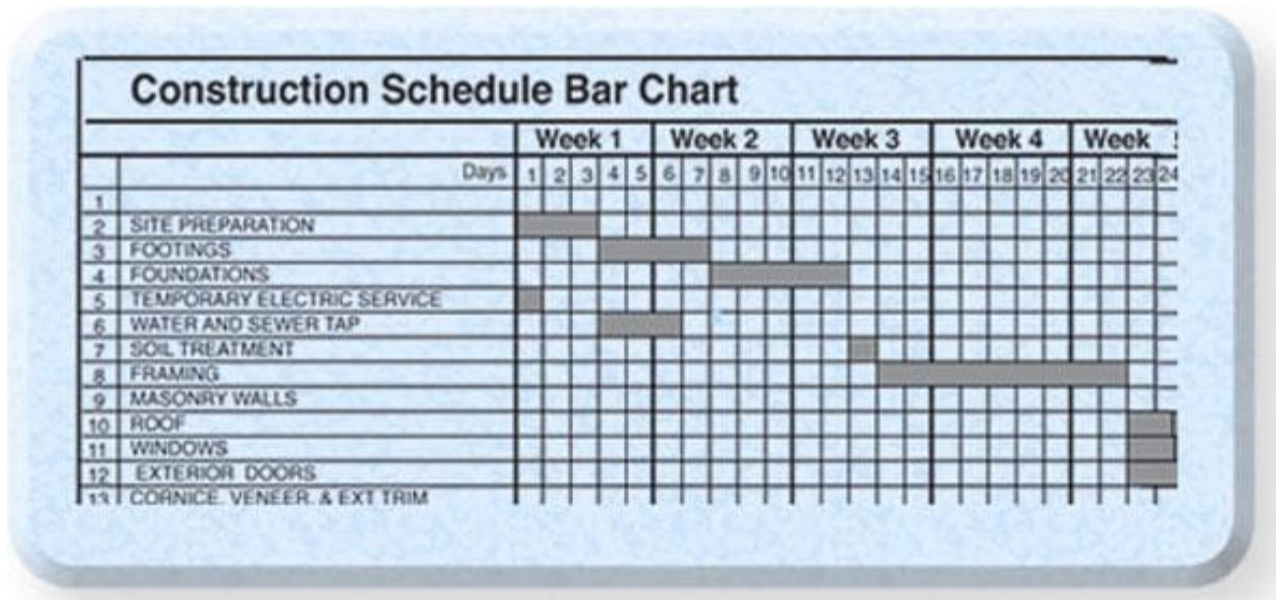 Construction Schedule Bar Chart
Week 1 Week 2 Week 3 Week 4 Week
Days 1 2 3 4 5 6 7 8 9 10 11 12 13 14 15 16 17 18 19 20 21 22 23 24
1
2 SITE PREPARATION
3 FOOTINGS
4 FOUNDATIONS
5 TEMPORARY ELECTRIC SERVICE
6 WATER AND SEWER TAP
7 SOIL TREATMENT
8 FRAMING
9 MASONRY WALLS
10 ROOF
11 WINDOWS
12 EXTERIOR DOORS
13 CORNICE, VENEER, & EXT TRIM